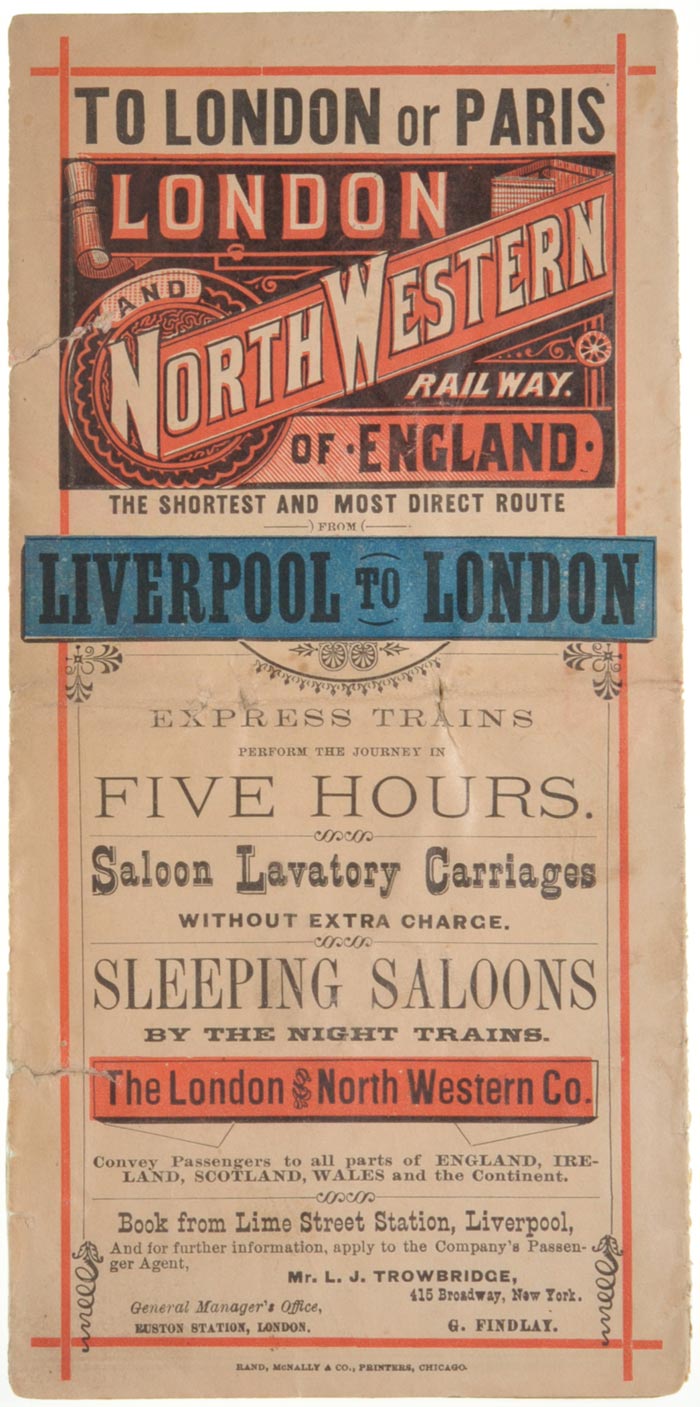 TO LONDON or PARIS
LONDON
AND
NORTH WESTERN
RAILWAY.
OF · ENGLAND ·
THE SHORTEST AND MOST DIRECT ROUTE
FROM
LIVERPOOL TO LONDON
EXPRESS TRAINS
PERFORM THE JOURNEY IN
FIVE HOURS.
Saloon Lavatory Carriages
WITHOUT EXTRA CHARGE.
SLEEPING SALOONS
BY THE NIGHT TRAINS.
The London & North Western Co.
Convey Passengers to all parts of ENGLAND, IRE-
LAND, SCOTLAND, WALES and the Continent.
Book from Lime Street Station, Liverpool,
And for further information, apply to the Company's Passen-
ger Agent,
Mr. L. J. TROWBRIDGE,
415 Broadway, New York.
General Manager's Office,
EUSTON STATION, LONDON.
G. FINDLAY.
RAND, McNALLY & CO., PRINTERS, CHICAGO.